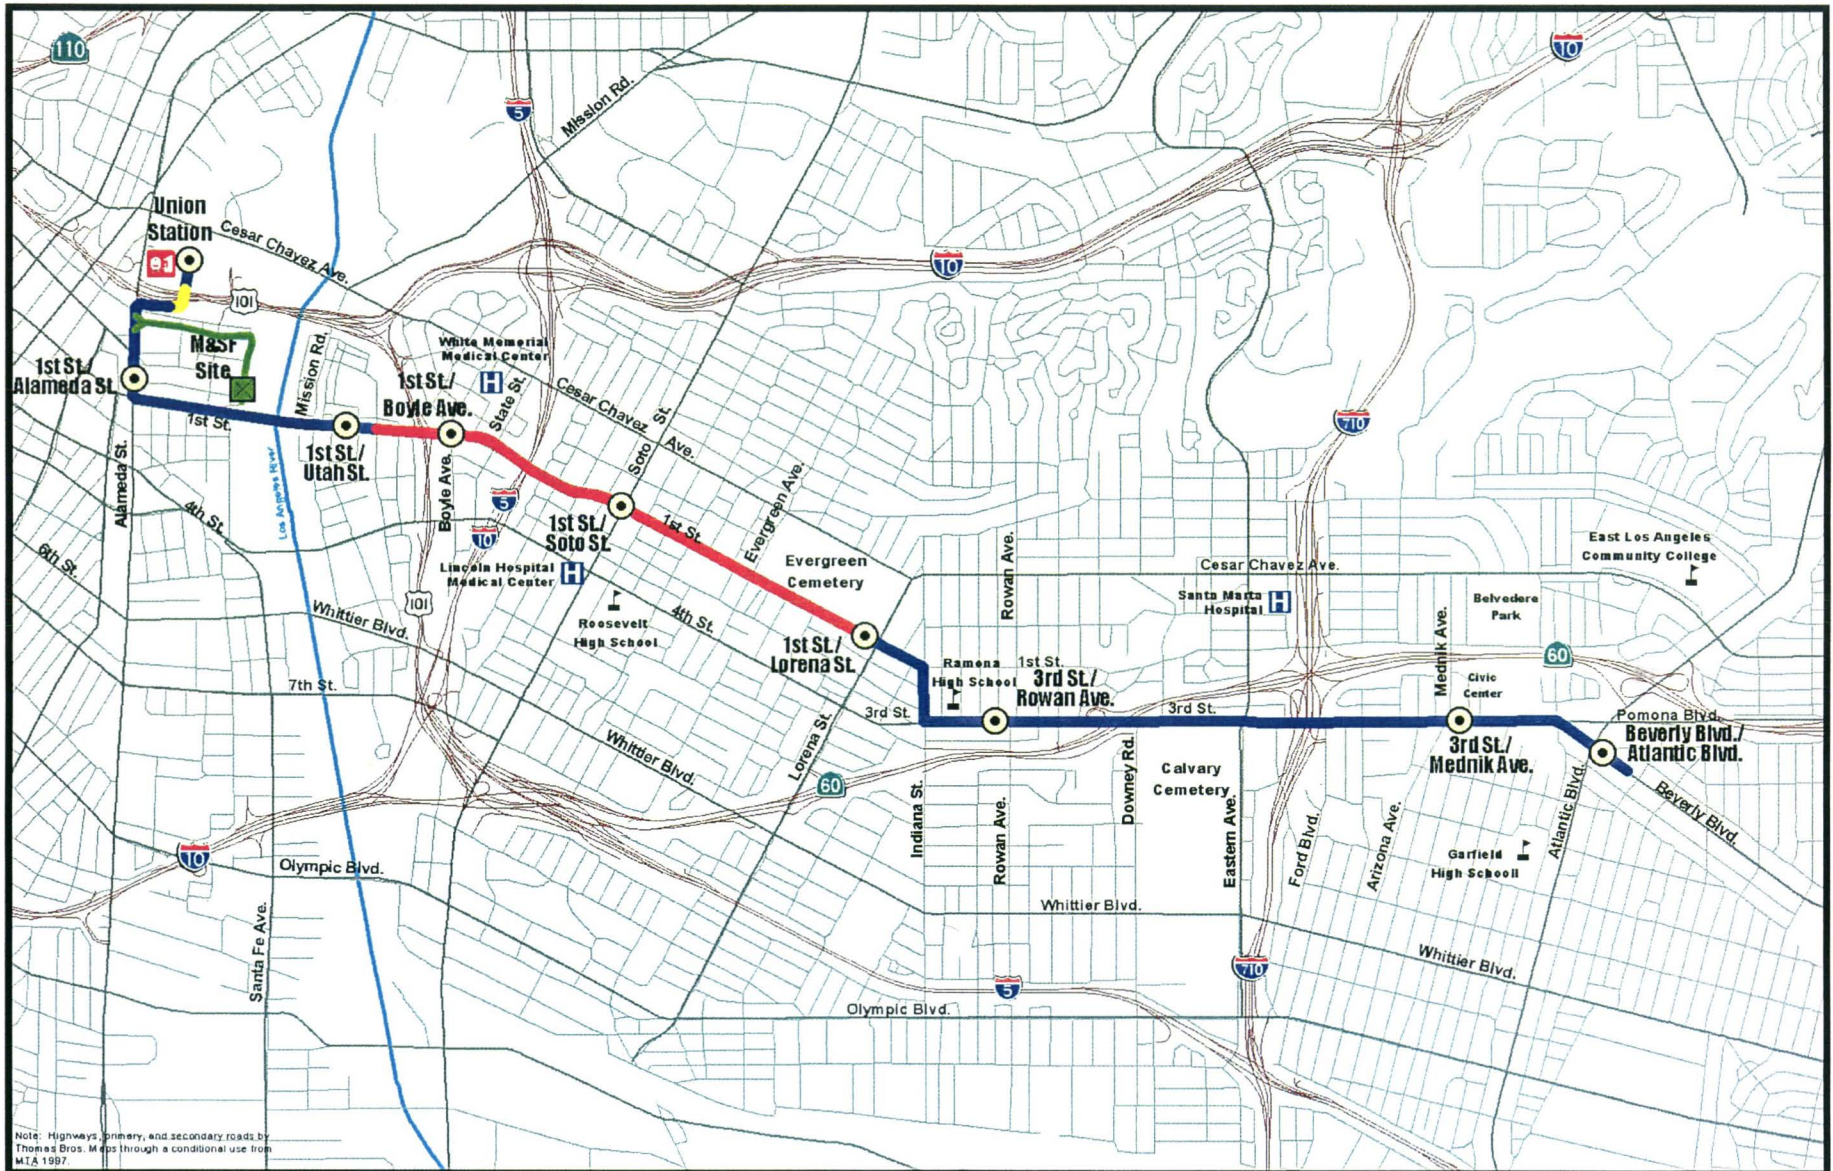 110
10
5
Mission Rd.
Union
Station
Cesar Chavez Ave.
10
101
M&SF
Site
1st St./
Alameda St.
Mission Rd.
White Memorial
Medical Center
H
State St.
1st St./
Boyle Ave.
Cesar Chavez Ave.
Soto St.
710
1st St.
1st St./
Utah St.
Alameda St.
Los Angeles River
Boyle Ave.
4th St.
5
10
1st St./
Soto St.
1st St.
Evergreen Ave.
Evergreen
Cemetery
Rowan Ave.
Cesar Chavez Ave.
East Los Angeles
Community College
6th St.
Lincoln Hospital
Medical Center
H
101
Whittier Blvd.
Roosevelt
High School
4th St.
Santa Marta
Hospital
H
Mednik Ave.
Belvedere
Park
1st St./
Lorena St.
60
Ramona
High School
1st St.
3rd St./
Rowan Ave.
Civic
Center
7th St.
3rd St.
3rd St.
Pomona Blvd.
Beverly Blvd./
Atlantic Blvd.
Whittier Blvd.
Lorena St.
60
3rd St./
Mednik Ave.
Downey Rd.
Calvary
Cemetery
Beverly Blvd.
Indiana St.
Rowan Ave.
Eastern Ave.
Ford Blvd.
Arizona Ave.
Atlantic Blvd.
Garfield
High Schooll
10
Olympic Blvd.
Whittier Blvd.
Santa Fe Ave.
Whittier Blvd.
710
5
Olympic Blvd.
Note: Highways, primery, and secondary roads by
Thomas Bros. Maps through a conditional use from
MTA 1997.